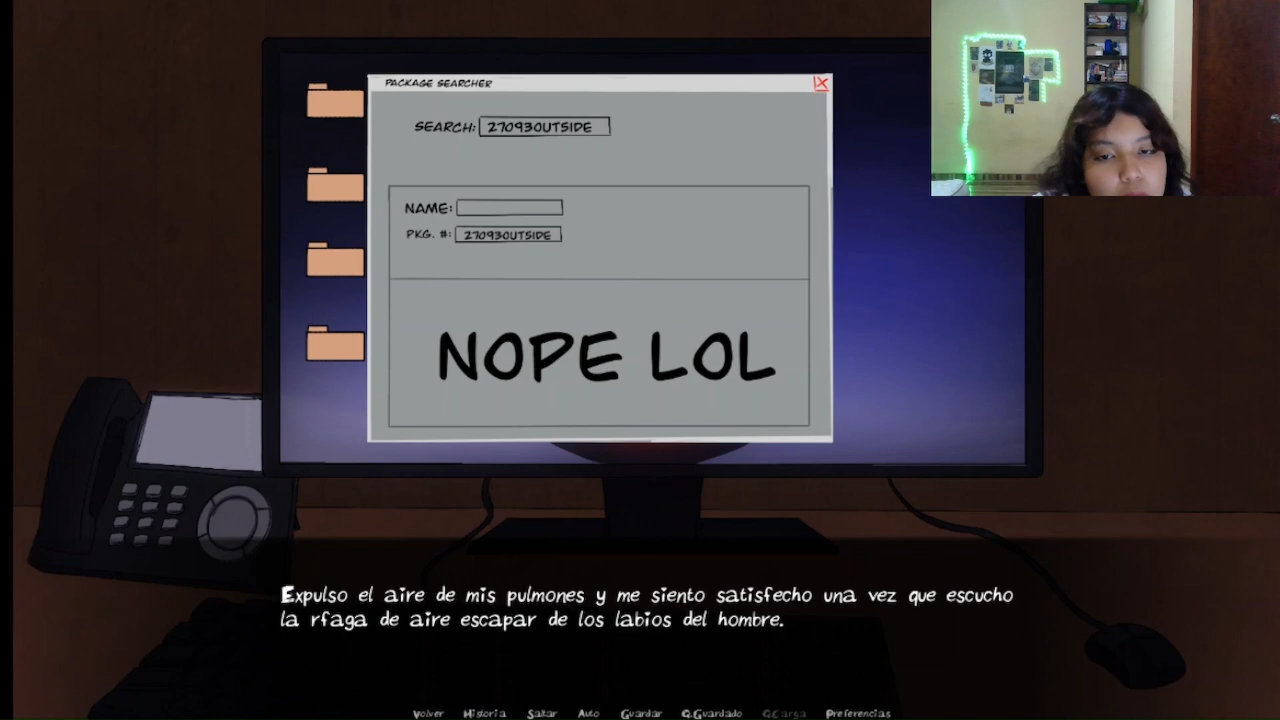 PACKAGE SEARCHER
SEARCH: 27093OUTSIDE
NAME:
PKG. #: 27093OUTSIDE
NOPE LOL
Expulso el aire de mis pulmones y me siento satisfecho una vez que escucho
la rfaga de aire escapar de los labios del hombre.
Volver Historia Saltar Auto Guardar Q.Guardado Q.Carga Preferencias